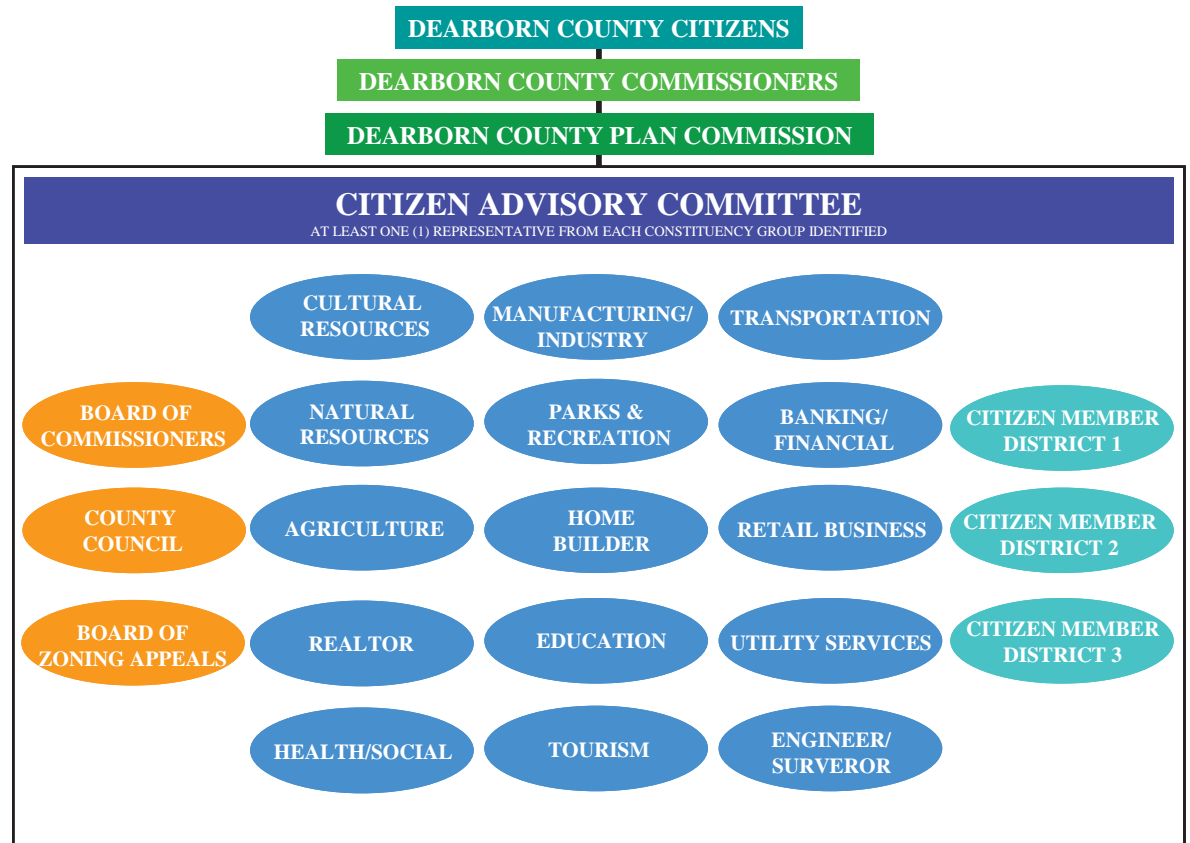 DEARBORN COUNTY CITIZENS
DEARBORN COUNTY COMMISSIONERS
DEARBORN COUNTY PLAN COMMISSION
CITIZEN ADVISORY COMMITTEE
AT LEAST ONE (1) REPRESENTATIVE FROM EACH CONSTITUENCY GROUP IDENTIFIED
CULTURAL
RESOURCES
MANUFACTURING/
INDUSTRY
TRANSPORTATION
BOARD OF
COMMISSIONERS
NATURAL
RESOURCES
PARKS &
RECREATION
BANKING/
FINANCIAL
CITIZEN MEMBER
DISTRICT 1
COUNTY
COUNCIL
AGRICULTURE
HOME
BUILDER
RETAIL BUSINESS
CITIZEN MEMBER
DISTRICT 2
BOARD OF
ZONING APPEALS
REALTOR
EDUCATION
UTILITY SERVICES
CITIZEN MEMBER
DISTRICT 3
HEALTH/SOCIAL
TOURISM
ENGINEER/
SURVEROR